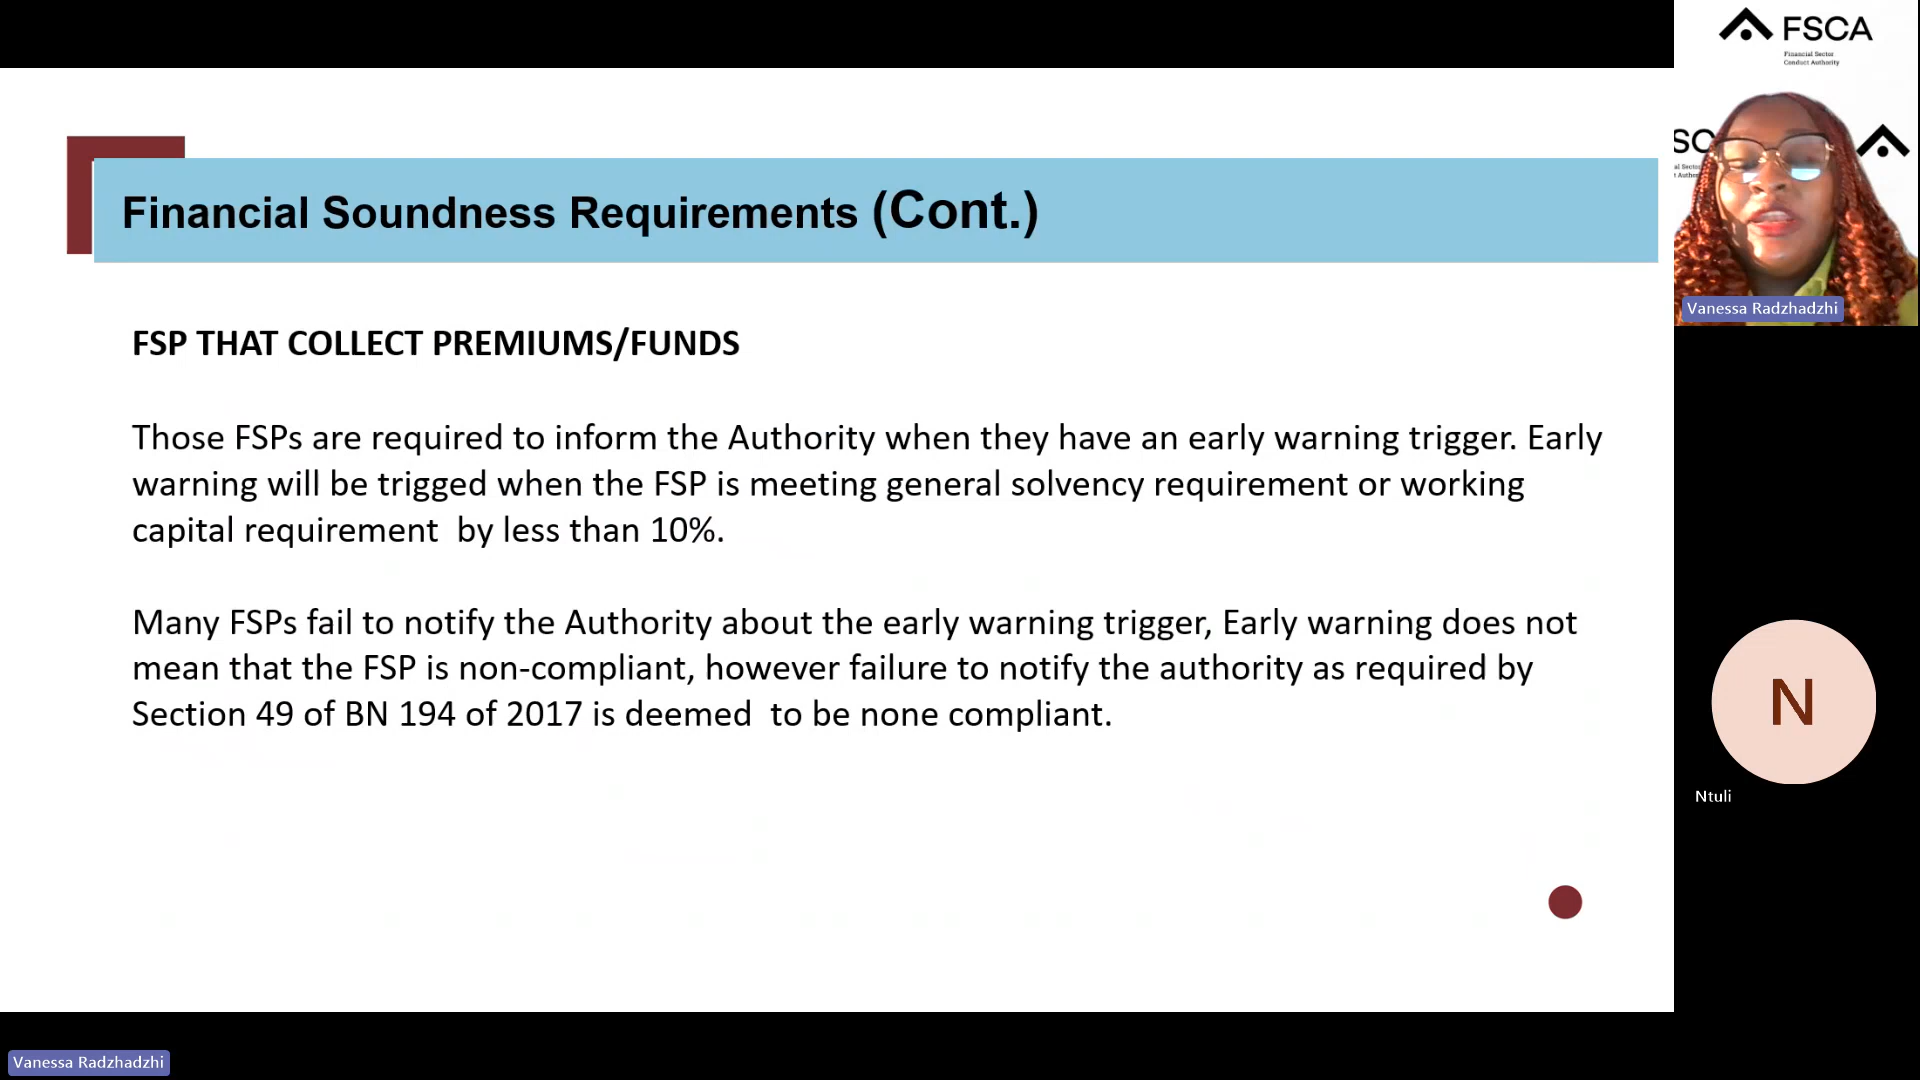 FSCA
Financial Sector
Conduct Authority
Financial Soundness Requirements (Cont.)
FSP THAT COLLECT PREMIUMS/FUNDS
Those FSPs are required to inform the Authority when they have an early warning trigger. Early
warning will be trigged when the FSP is meeting general solvency requirement or working
capital requirement  by less than 10%.
Many FSPs fail to notify the Authority about the early warning trigger, Early warning does not
mean that the FSP is non-compliant, however failure to notify the authority as required by
Section 49 of BN 194 of 2017 is deemed  to be none compliant.
Vanessa Radzhadzhi
N
Ntuli
Vanessa Radzhadzhi